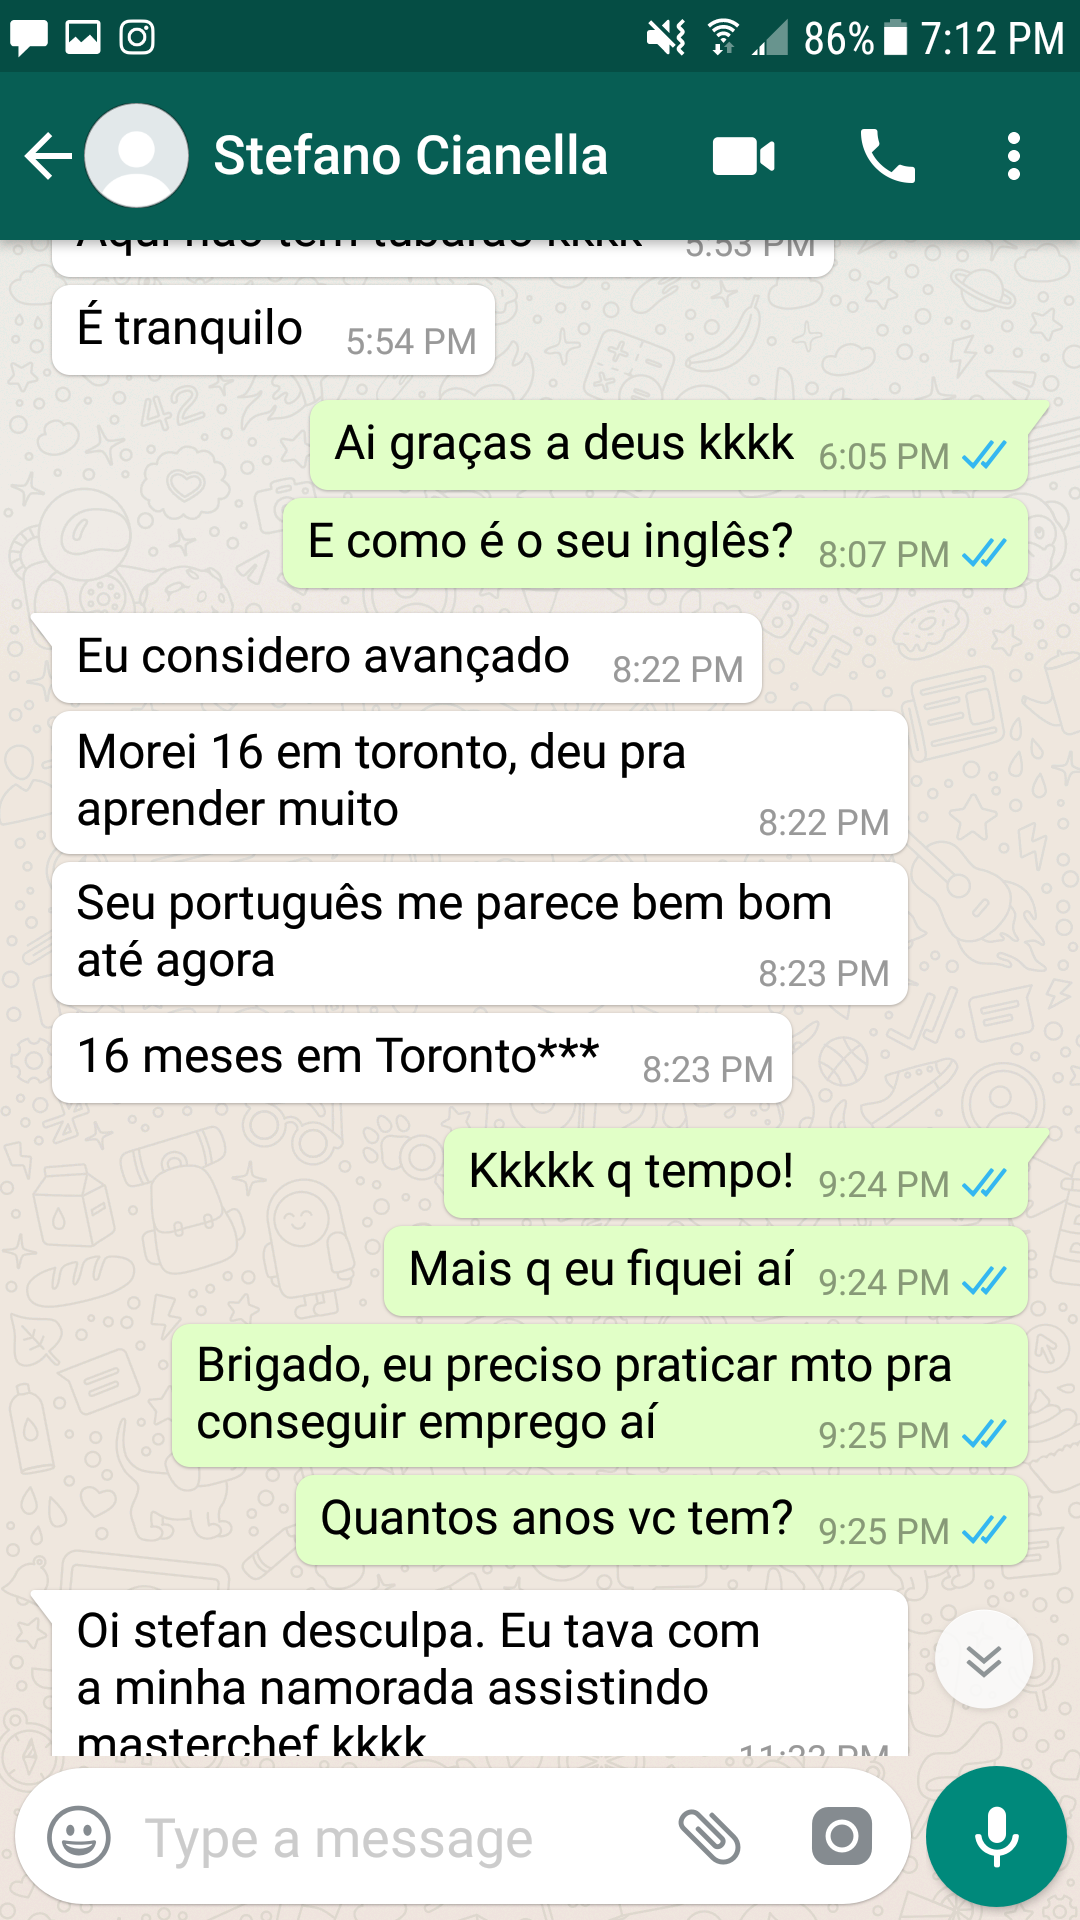 86% 7:12 PM
Stefano Cianella
Aqui não tem tubarão kkkk 5:53 PM
É tranquilo 5:54 PM
Ai graças a deus kkkk 6:05 PM
E como é o seu inglês? 8:07 PM
Eu considero avançado 8:22 PM
Morei 16 em toronto, deu pra
aprender muito 8:22 PM
Seu português me parece bem bom
até agora 8:23 PM
16 meses em Toronto*** 8:23 PM
Kkkkk q tempo! 9:24 PM
Mais q eu fiquei aí 9:24 PM
Brigado, eu preciso praticar mto pra
conseguir emprego aí 9:25 PM
Quantos anos vc tem? 9:25 PM
Oi stefan desculpa. Eu tava com
a minha namorada assistindo
masterchef kkkk
Type a message